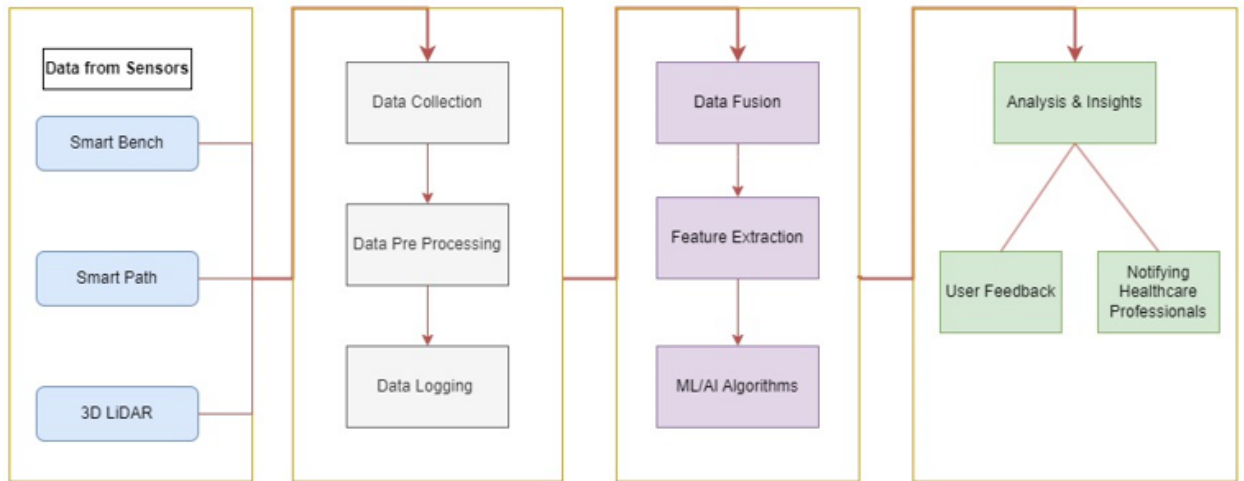 Data from Sensors
Smart Bench
Smart Path
3D LiDAR
Data Collection
Data Pre Processing
Data Logging
Data Fusion
Feature Extraction
ML/AI Algorithms
Analysis & Insights
User Feedback
Notifying
Healthcare
Professionals